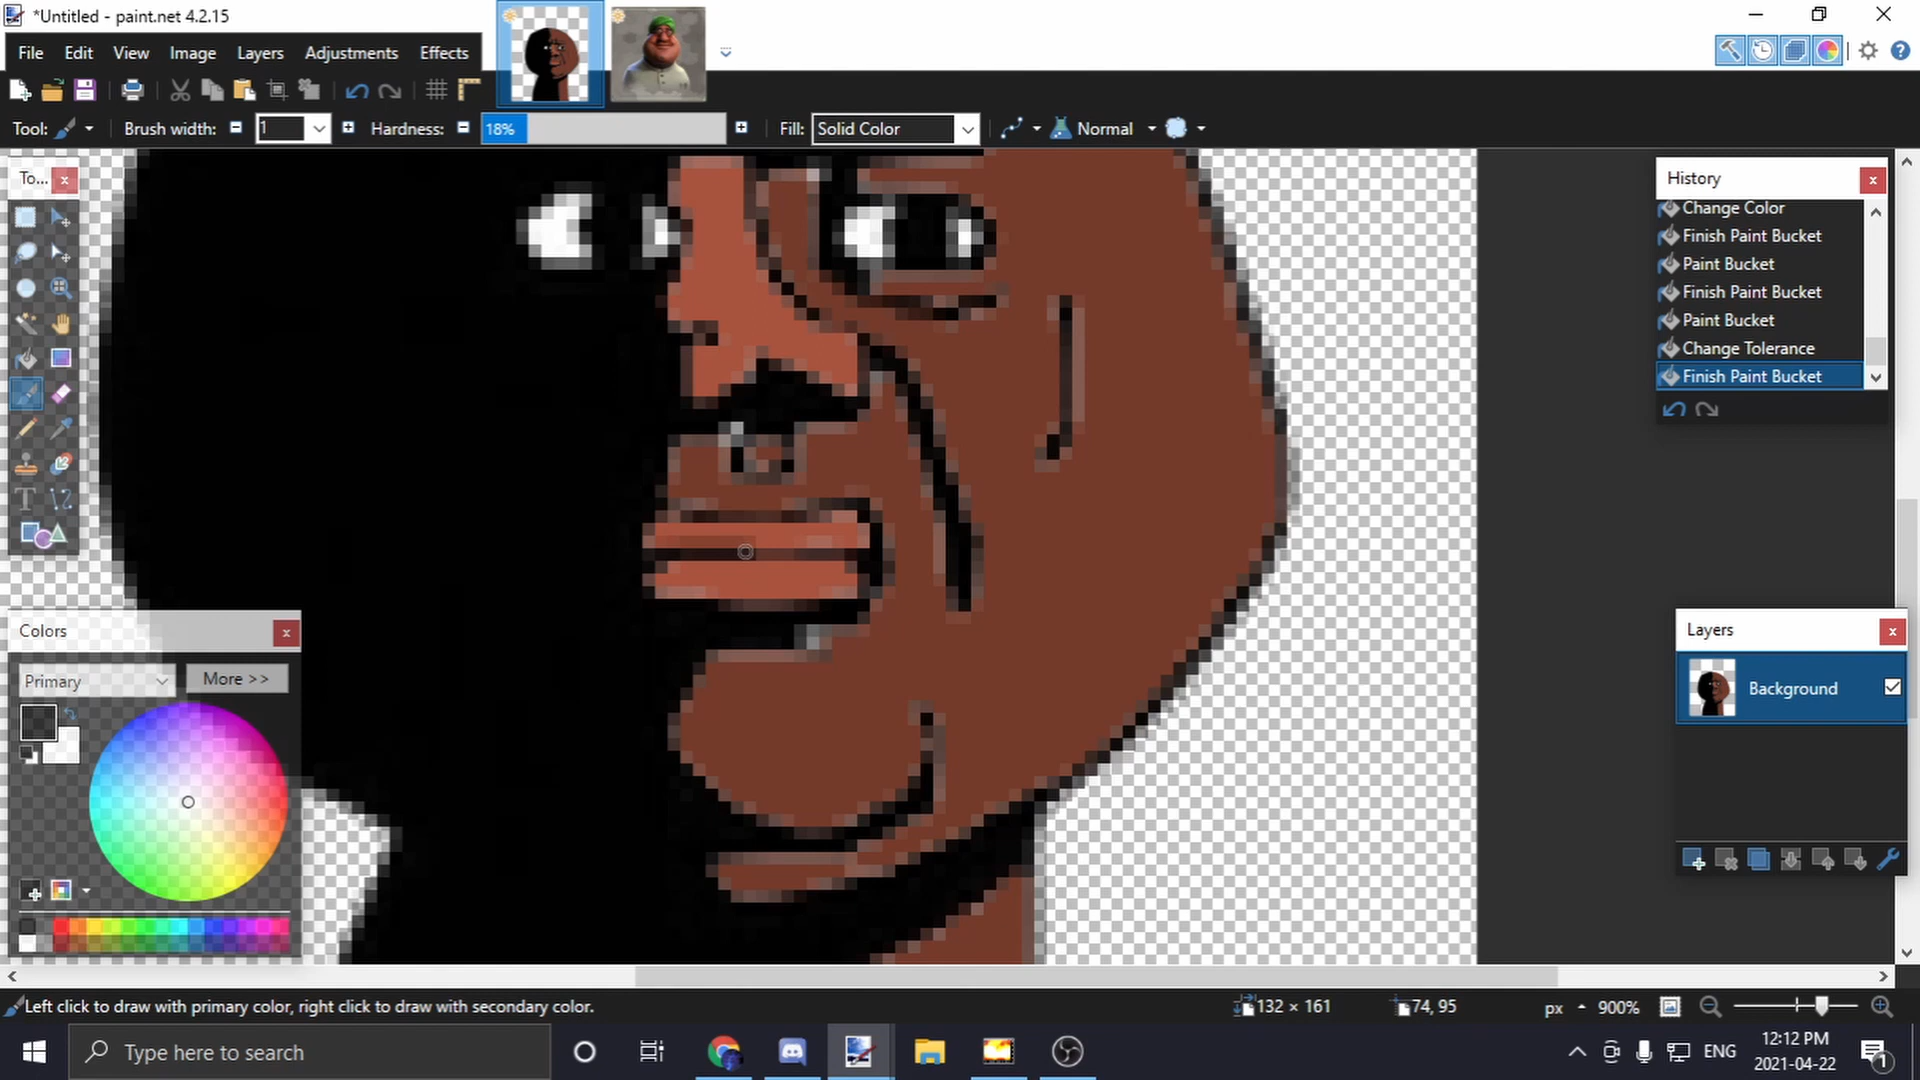 *Untitled - paint.net 4.2.15
File Edit View Image Layers Adjustments Effects
Tool: Brush width: 1 Hardness: 18% Fill: Solid Color Normal
To...
History
Change Color
Finish Paint Bucket
Paint Bucket
Finish Paint Bucket
Paint Bucket
Change Tolerance
Finish Paint Bucket
Colors
Primary More >>
Layers
Background
Left click to draw with primary color, right click to draw with secondary color. 132 × 161 74, 95 px 900%
Type here to search
ENG
12:12 PM
2021-04-22
1